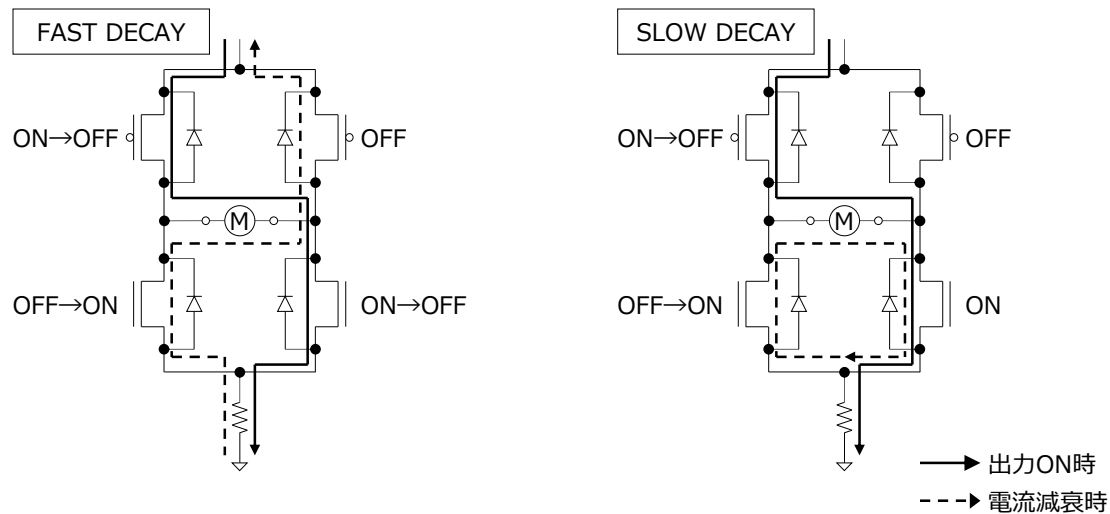 FAST DECAY
ON→OFF
OFF
M
OFF→ON
ON→OFF
SLOW DECAY
ON→OFF
OFF
M
OFF→ON
ON
出力ON時
電流減衰時